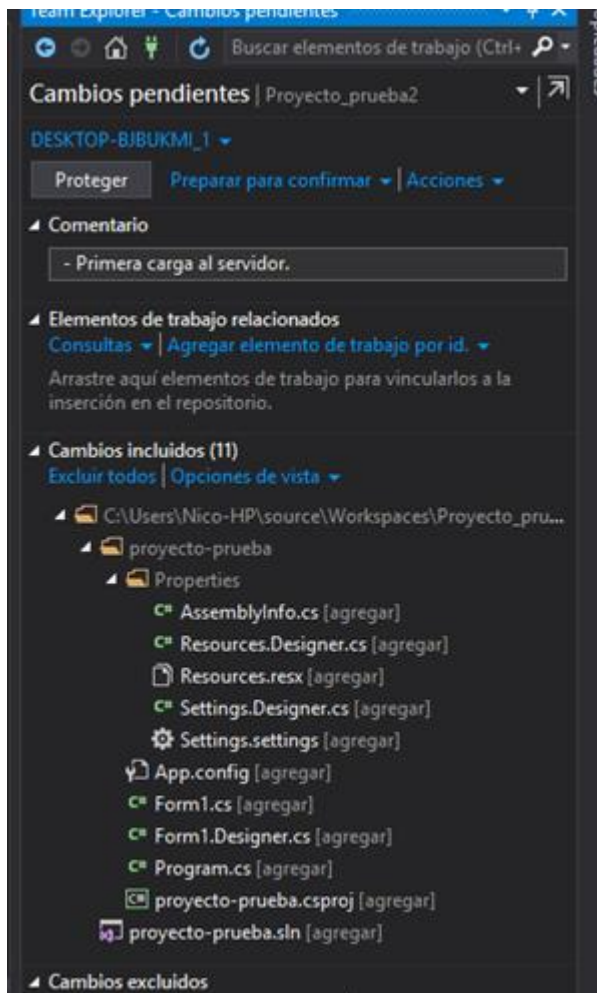 Team Explorer - Cambios pendientes
Buscar elementos de trabajo (Ctrl+
Cambios pendientes | Proyecto_prueba2
DESKTOP-BJBUKMI_1
Proteger Preparar para confirmar | Acciones
Comentario
- Primera carga al servidor.
Elementos de trabajo relacionados
Consultas | Agregar elemento de trabajo por id.
Arrastre aquí elementos de trabajo para vincularlos a la
inserción en el repositorio.
Cambios incluidos (11)
Excluir todos | Opciones de vista
C:\Users\Nico-HP\source\Workspaces\Proyecto_pru...
proyecto-prueba
Properties
C# AssemblyInfo.cs [agregar]
C# Resources.Designer.cs [agregar]
Resources.resx [agregar]
C# Settings.Designer.cs [agregar]
Settings.settings [agregar]
App.config [agregar]
C# Form1.cs [agregar]
C# Form1.Designer.cs [agregar]
C# Program.cs [agregar]
C# proyecto-prueba.csproj [agregar]
proyecto-prueba.sln [agregar]
Cambios excluidos